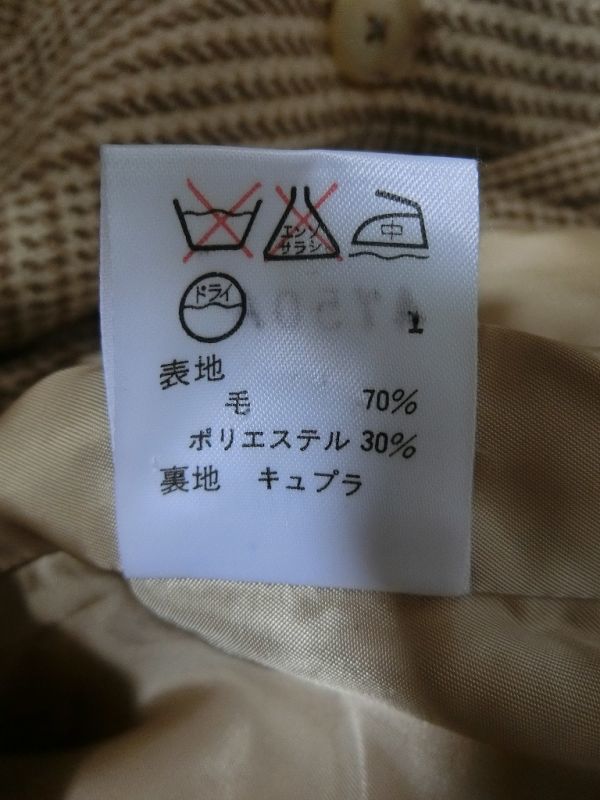 エンソ
サラシ
中
ドライ
表地
毛 70%
ポリエステル 30%
裏地 キュプラ